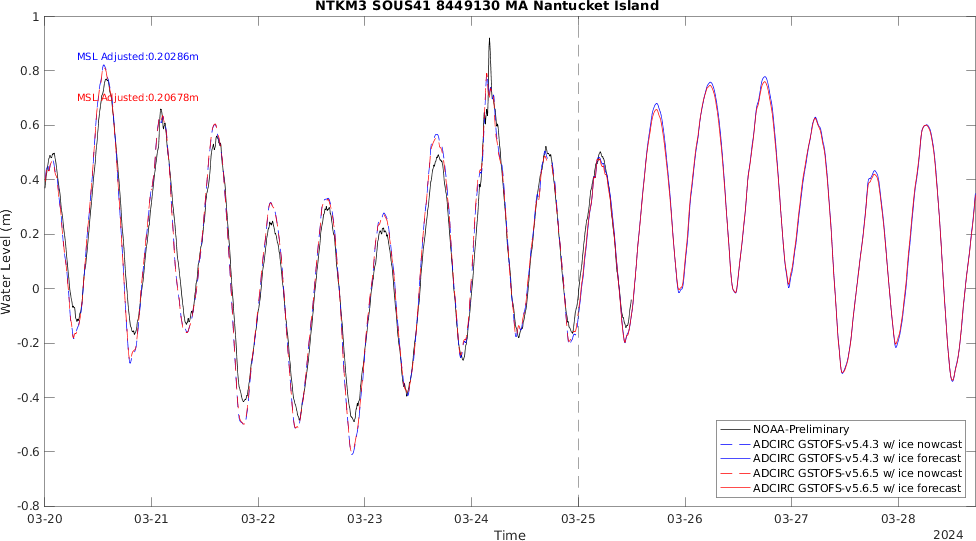 NTKM3 SOUS41 8449130 MA Nantucket Island
1
0.8
0.6
0.4
0.2
0
-0.2
-0.4
-0.6
-0.8
Water Level (m)
MSL Adjusted:0.20286m
MSL Adjusted:0.20678m
NOAA-Preliminary
ADCIRC GSTOFS-v5.4.3 w/ ice nowcast
ADCIRC GSTOFS-v5.4.3 w/ ice forecast
ADCIRC GSTOFS-v5.6.5 w/ ice nowcast
ADCIRC GSTOFS-v5.6.5 w/ ice forecast
03-20 03-21 03-22 03-23 03-24 03-25 03-26 03-27 03-28
Time
2024